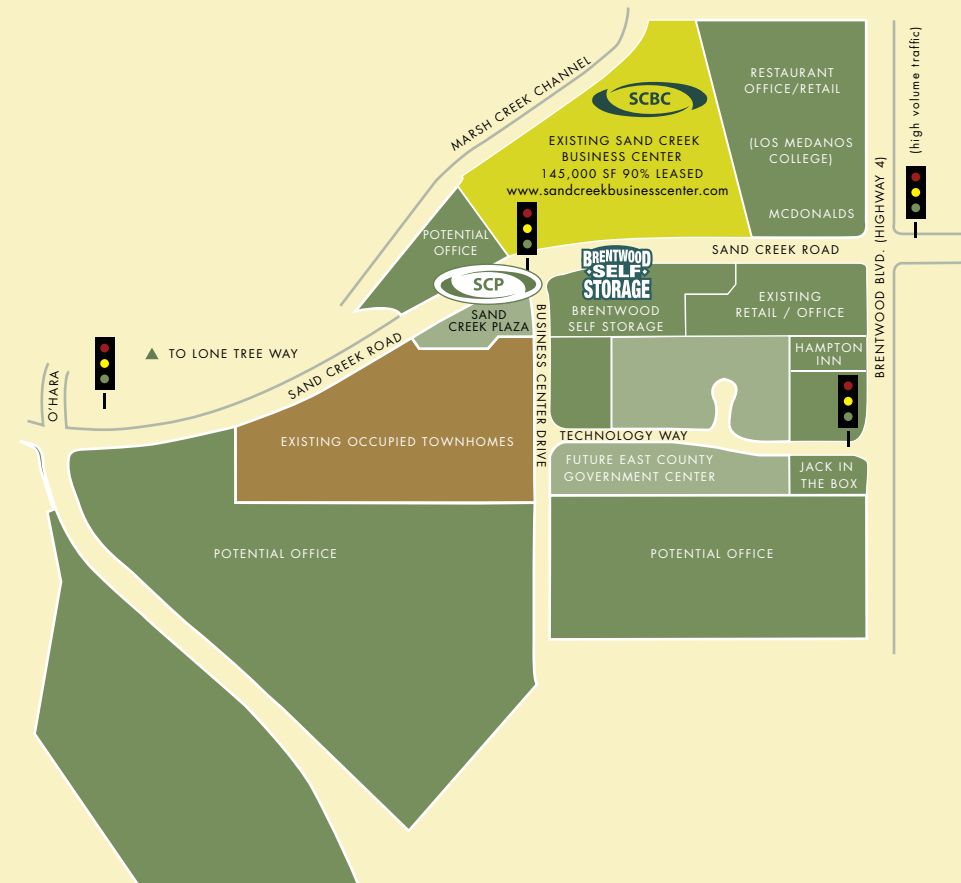 MARSH CREEK CHANNEL
SCBC
EXISTING SAND CREEK
BUSINESS CENTER
145,000 SF 90% LEASED
www.sandcreekbusinesscenter.com
RESTAURANT
OFFICE/RETAIL
(LOS MEDANOS
COLLEGE)
MCDONALDS
(high volume traffic)
BRENTWOOD BLVD. (HIGHWAY 4)
SAND CREEK ROAD
POTENTIAL
OFFICE
SCP
SAND
CREEK PLAZA
BRENTWOOD
SELF
STORAGE
BRENTWOOD
SELF STORAGE
EXISTING
RETAIL / OFFICE
HAMPTON
INN
BUSINESS CENTER DRIVE
TO LONE TREE WAY
SAND CREEK ROAD
O'HARA
EXISTING OCCUPIED TOWNHOMES
TECHNOLOGY WAY
FUTURE EAST COUNTY
GOVERNMENT CENTER
JACK IN
THE BOX
POTENTIAL OFFICE
POTENTIAL OFFICE